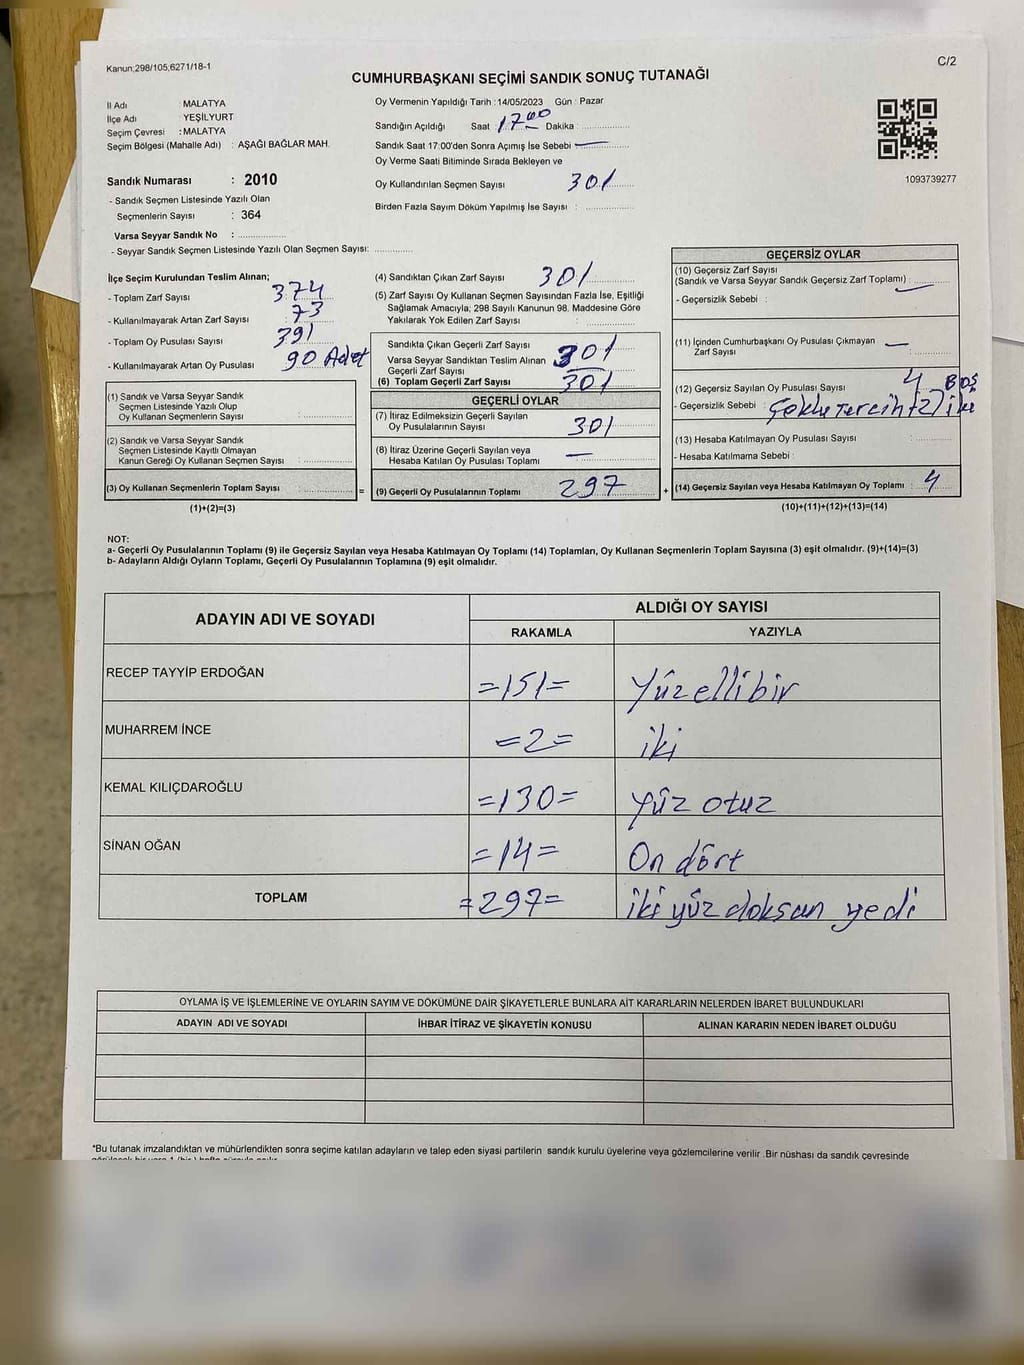 Kanun;298/105;6271/18-1
C/2
CUMHURBAŞKANI SEÇİMİ SANDIK SONUÇ TUTANAĞI
İl Adı : MALATYA
İlçe Adı : YEŞİLYURT
Seçim Çevresi : MALATYA
Seçim Bölgesi (Mahalle Adı) : AŞAĞI BAĞLAR MAH.
Sandık Numarası : 2010
- Sandık Seçmen Listesinde Yazılı Olan
Seçmenlerin Sayısı : 364
Varsa Seyyar Sandık No :
- Seyyar Sandık Seçmen Listesinde Yazılı Olan Seçmen Sayısı:
Oy Vermenin Yapıldığı Tarih : 14/05/2023 Gün : Pazar
Sandığın Açıldığı Saat : 17 00 Dakika :
Sandık Saat 17:00'den Sonra Açılmış İse Sebebi
Oy Verme Saati Bitiminde Sırada Bekleyen ve
Oy Kullandırılan Seçmen Sayısı 301
Birden Fazla Sayım Döküm Yapılmış İse Sayısı :
1093739277
İlçe Seçim Kurulundan Teslim Alınan;
- Toplam Zarf Sayısı 374
- Kullanılmayarak Artan Zarf Sayısı : 73
- Toplam Oy Pusulası Sayısı 391
- Kullanılmayarak Artan Oy Pusulası 90 Adet
(1) Sandık ve Varsa Seyyar Sandık
Seçmen Listesinde Yazılı Olup
Oy Kullanan Seçmenlerin Sayısı :
(2) Sandık ve Varsa Seyyar Sandık
Seçmen Listesinde Kayıtlı Olmayan
Kanun Gereği Oy Kullanan Seçmen Sayısı :
(3) Oy Kullanan Seçmenlerin Toplam Sayısı : =
(1)+(2)=(3)
(4) Sandıktan Çıkan Zarf Sayısı 301
(5) Zarf Sayısı Oy Kullanan Seçmen Sayısından Fazla İse, Eşitliği
Sağlamak Amacıyla; 298 Sayılı Kanunun 98. Maddesine Göre
Yakılarak Yok Edilen Zarf Sayısı :
Sandıkta Çıkan Geçerli Zarf Sayısı
Varsa Seyyar Sandıktan Teslim Alınan 301
Geçerli Zarf Sayısı
(6) Toplam Geçerli Zarf Sayısı 301
GEÇERLİ OYLAR
(7) İtiraz Edilmeksizin Geçerli Sayılan
Oy Pusulalarının Sayısı 301
(8) İtiraz Üzerine Geçerli Sayılan veya
Hesaba Katılan Oy Pusulası Toplamı —
(9) Geçerli Oy Pusulalarının Toplamı 297 +
GEÇERSİZ OYLAR
(10) Geçersiz Zarf Sayısı
(Sandık ve Varsa Seyyar Sandık Geçersiz Zarf Toplamı) :
- Geçersizlik Sebebi :
(11) İçinden Cumhurbaşkanı Oy Pusulası Çıkmayan —
Zarf Sayısı
(12) Geçersiz Sayılan Oy Pusulası Sayısı 4 BOŞ
- Geçersizlik Sebebi :
(13) Hesaba Katılmayan Oy Pusulası Sayısı :
- Hesaba Katılmama Sebebi :
(14) Geçersiz Sayılan veya Hesaba Katılmayan Oy Toplamı : 4
(10)+(11)+(12)+(13)=(14)
NOT:
a- Geçerli Oy Pusulalarının Toplamı (9) ile Geçersiz Sayılan veya Hesaba Katılmayan Oy Toplamı (14) Toplamları, Oy Kullanan Seçmenlerin Toplam Sayısına (3) eşit olmalıdır. (9)+(14)=(3)
b- Adayların Aldığı Oyların Toplamı, Geçerli Oy Pusulalarının Toplamına (9) eşit olmalıdır.
ADAYIN ADI VE SOYADI
ALDIĞI OY SAYISI
RAKAMLA YAZIYLA
RECEP TAYYİP ERDOĞAN =151= Yüz elli bir
MUHARREM İNCE =2= iki
KEMAL KILIÇDAROĞLU =130= Yüz otuz
SİNAN OĞAN =14= On dört
TOPLAM =297= iki yüz doksan yedi
OYLAMA İŞ VE İŞLEMLERİNE VE OYLARIN SAYIM VE DÖKÜMÜNE DAİR ŞİKAYETLERLE BUNLARA AİT KARARLARIN NELERDEN İBARET BULUNDUKLARI
ADAYIN ADI VE SOYADI İHBAR İTİRAZ VE ŞİKAYETİN KONUSU ALINAN KARARIN NEDEN İBARET OLDUĞU
*Bu tutanak imzalandıktan ve mühürlendikten sonra seçime katılan adayların ve talep eden siyasi partilerin sandık kurulu üyelerine veya gözlemcilerine verilir .Bir nüshası da sandık çevresinde